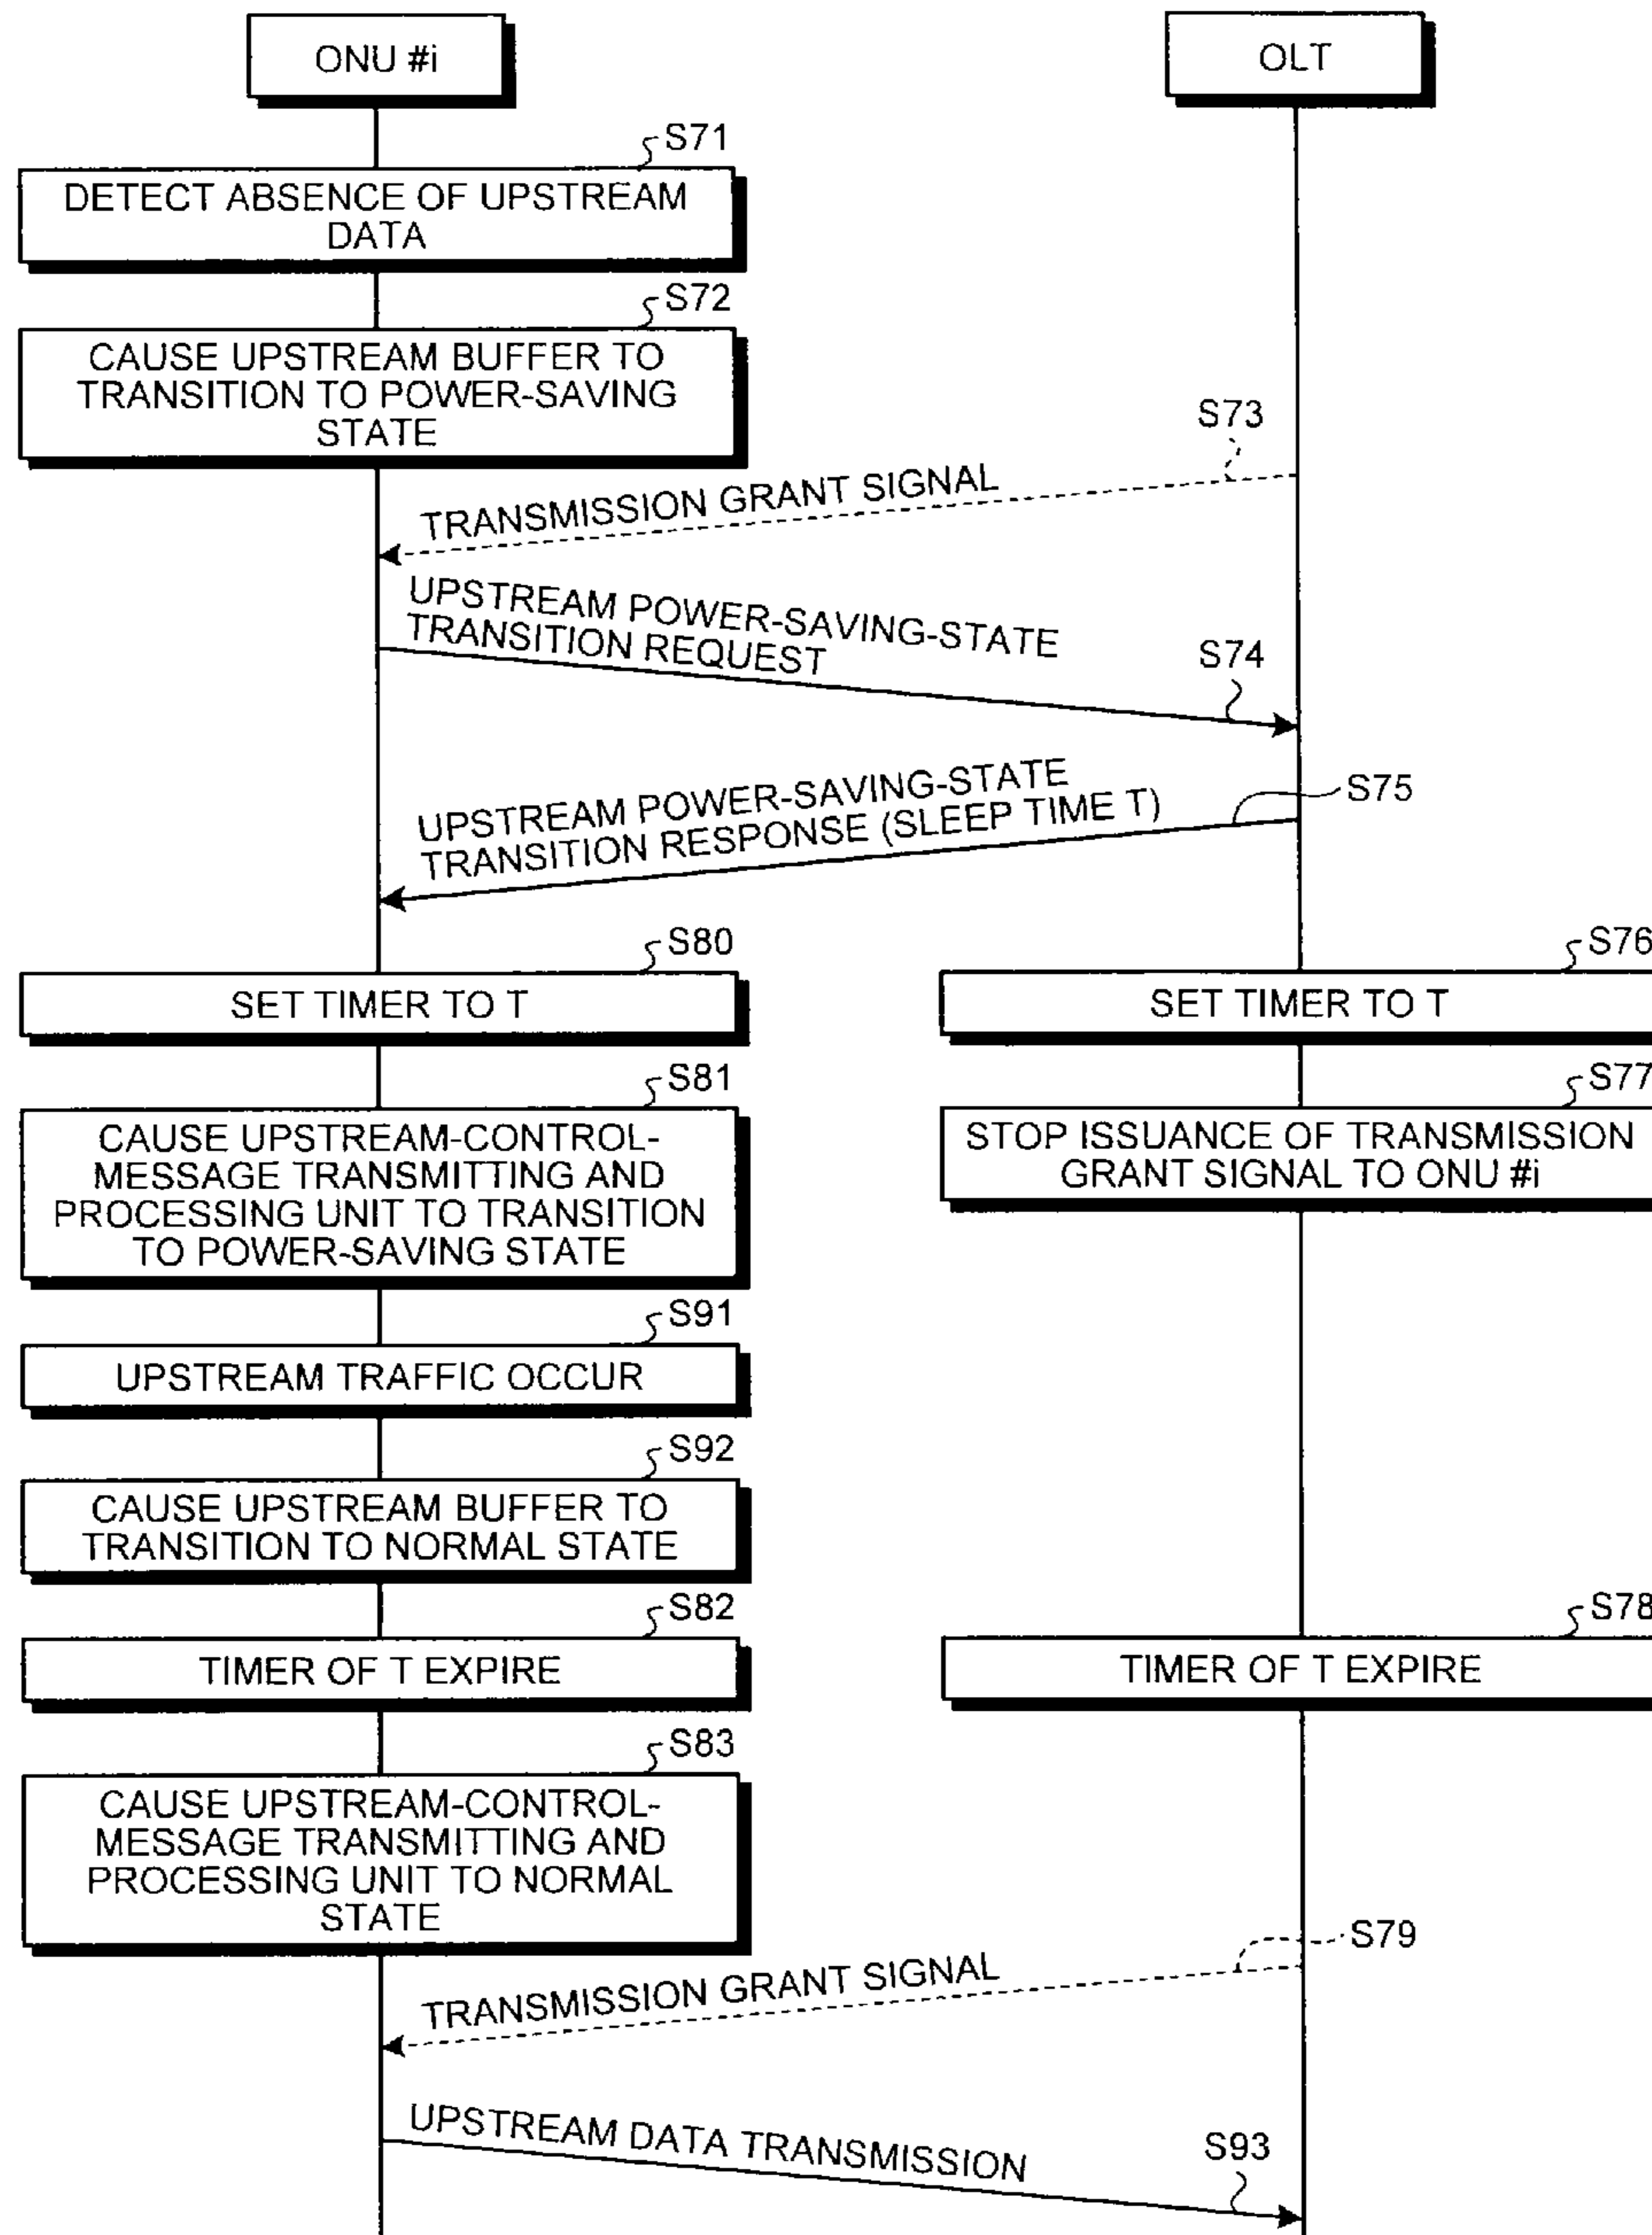 ONU #i
OLT
S71
DETECT ABSENCE OF UPSTREAM
DATA
S72
CAUSE UPSTREAM BUFFER TO
TRANSITION TO POWER-SAVING
STATE
S73
TRANSMISSION GRANT SIGNAL
UPSTREAM POWER-SAVING-STATE
TRANSITION REQUEST
S74
UPSTREAM POWER-SAVING-STATE
TRANSITION RESPONSE (SLEEP TIME T)
S75
S80
SET TIMER TO T
S76
SET TIMER TO T
S81
CAUSE UPSTREAM-CONTROL-
MESSAGE TRANSMITTING AND
PROCESSING UNIT TO TRANSITION
TO POWER-SAVING STATE
S77
STOP ISSUANCE OF TRANSMISSION
GRANT SIGNAL TO ONU #i
S91
UPSTREAM TRAFFIC OCCUR
S92
CAUSE UPSTREAM BUFFER TO
TRANSITION TO NORMAL STATE
S82
TIMER OF T EXPIRE
S78
TIMER OF T EXPIRE
S83
CAUSE UPSTREAM-CONTROL-
MESSAGE TRANSMITTING AND
PROCESSING UNIT TO NORMAL
STATE
S79
TRANSMISSION GRANT SIGNAL
UPSTREAM DATA TRANSMISSION
S93